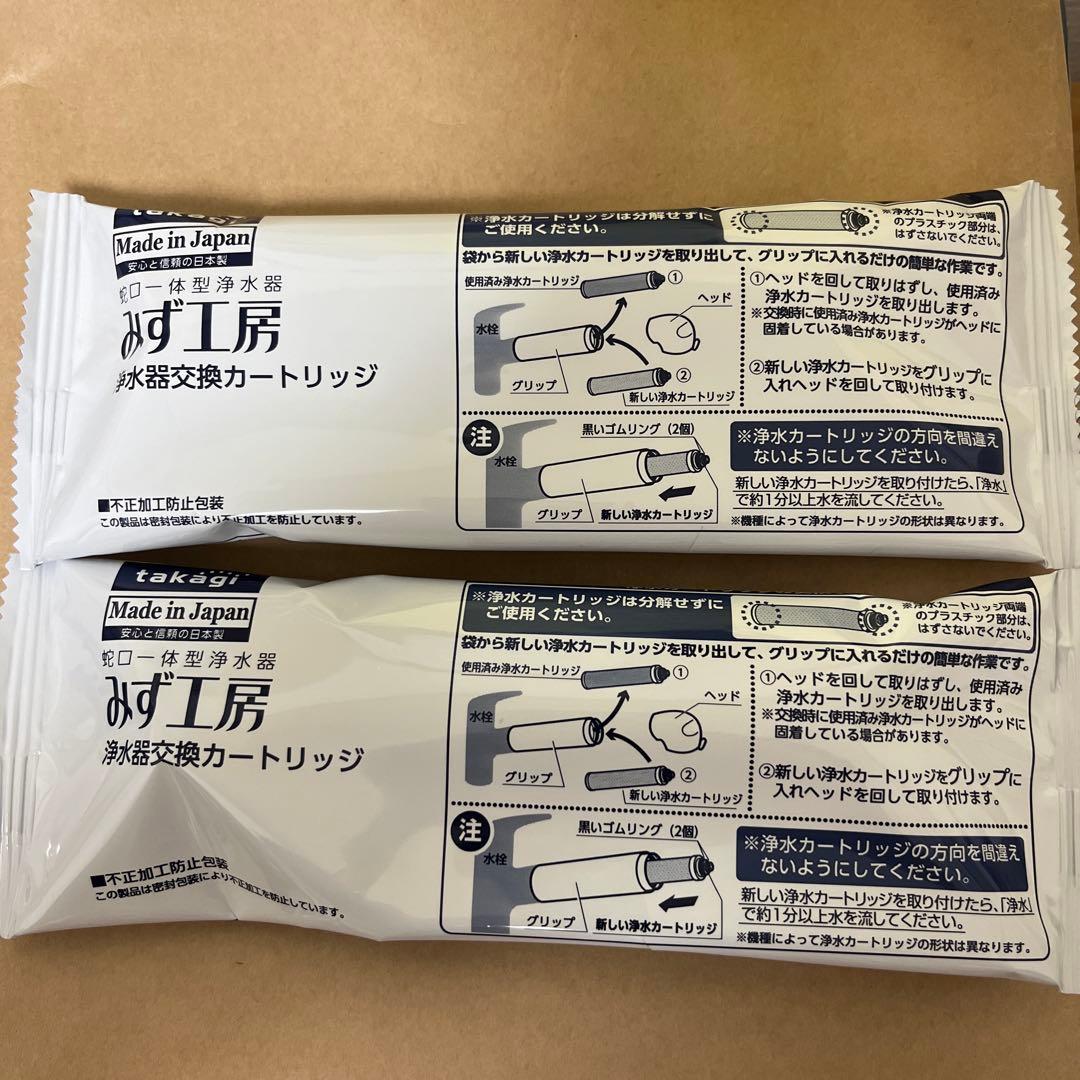 takagi
Made in Japan
安心と信頼の日本製
蛇口一体型浄水器
みず工房
浄水器交換カートリッジ
■不正加工防止包装
この製品は密封包装により不正加工を防止しています。
※浄水カートリッジは分解せずに
ご使用ください。
※浄水カートリッジ両端
のプラスチック部分は、
はずさないでください。
袋から新しい浄水カートリッジを取り出して、グリップに入れるだけの簡単な作業です。
使用済み浄水カートリッジ
①
ヘッド
水栓
グリップ
②
新しい浄水カートリッジ
①ヘッドを回して取りはずし、使用済み
浄水カートリッジを取り出します。
※交換時に使用済み浄水カートリッジがヘッドに
固着している場合があります。
②新しい浄水カートリッジをグリップに
入れヘッドを回して取り付けます。
注
黒いゴムリング（2個）
水栓
グリップ
新しい浄水カートリッジ
※浄水カートリッジの方向を間違え
ないようにしてください。
新しい浄水カートリッジを取り付けたら、「浄水」
で約1分以上水を流してください。
※機種によって浄水カートリッジの形状は異なります。
takagi
Made in Japan
安心と信頼の日本製
蛇口一体型浄水器
みず工房
浄水器交換カートリッジ
■不正加工防止包装
この製品は密封包装により不正加工を防止しています。
※浄水カートリッジは分解せずに
ご使用ください。
※浄水カートリッジ両端
のプラスチック部分は、
はずさないでください。
袋から新しい浄水カートリッジを取り出して、グリップに入れるだけの簡単な作業です。
使用済み浄水カートリッジ
①
ヘッド
水栓
グリップ
②
新しい浄水カートリッジ
①ヘッドを回して取りはずし、使用済み
浄水カートリッジを取り出します。
※交換時に使用済み浄水カートリッジがヘッドに
固着している場合があります。
②新しい浄水カートリッジをグリップに
入れヘッドを回して取り付けます。
注
黒いゴムリング（2個）
水栓
グリップ
新しい浄水カートリッジ
※浄水カートリッジの方向を間違え
ないようにしてください。
新しい浄水カートリッジを取り付けたら、「浄水」
で約1分以上水を流してください。
※機種によって浄水カートリッジの形状は異なります。